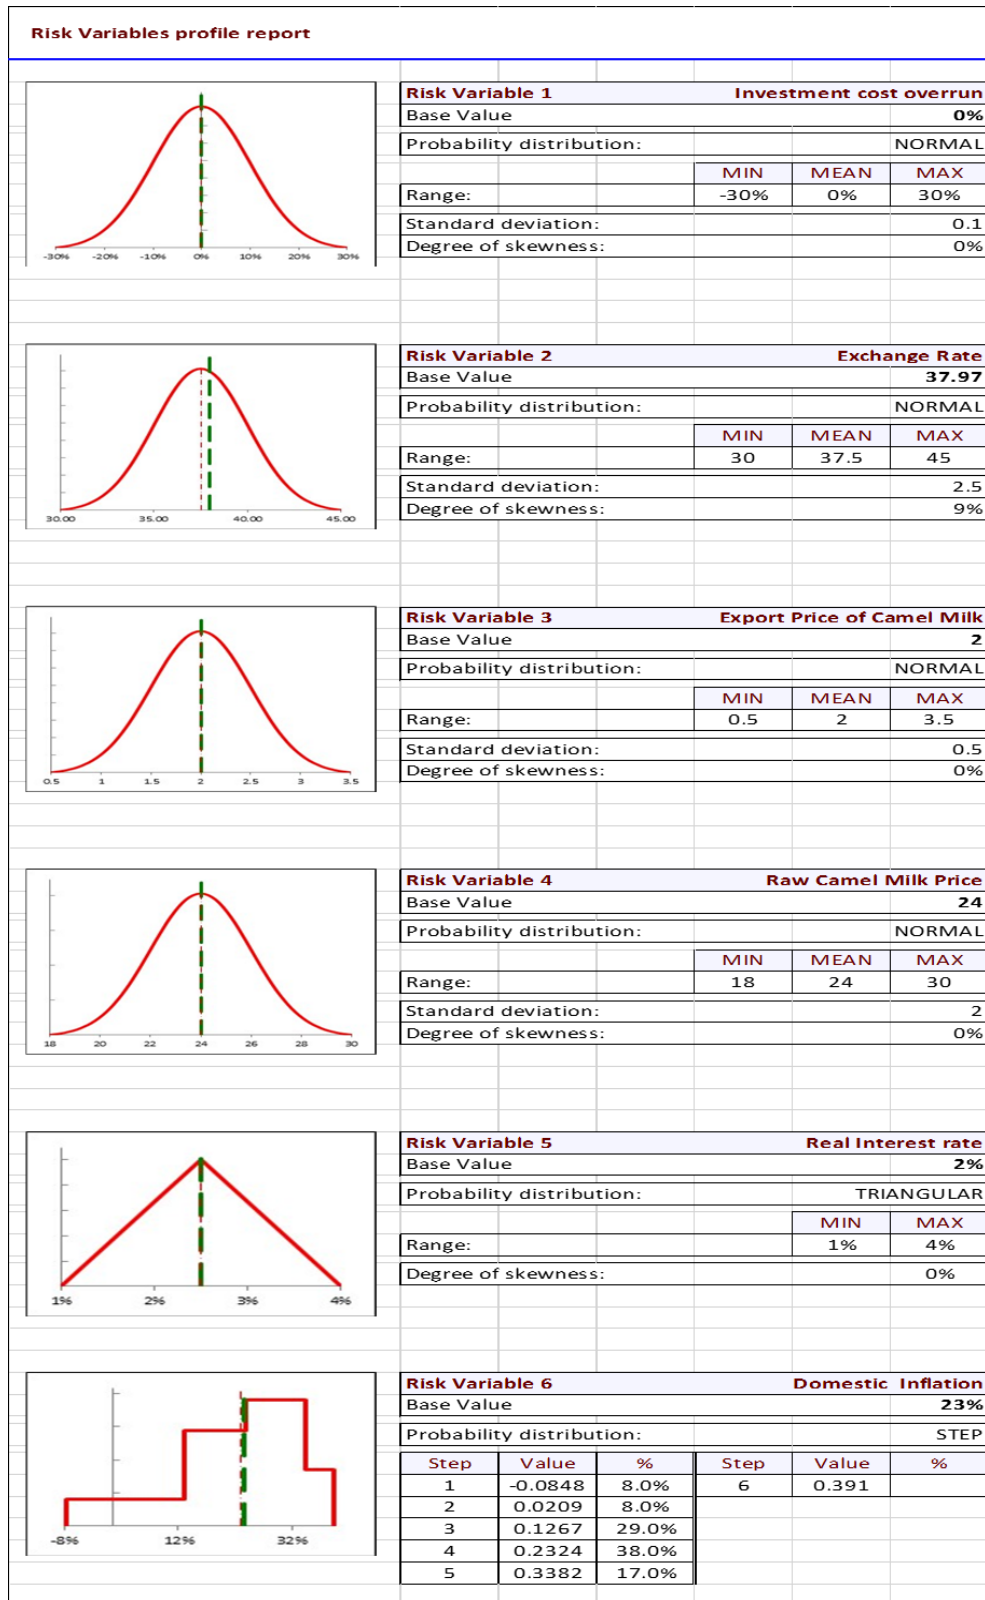 Risk Variables profile report
Risk Variable 1 Investment cost overrun
Base Value 0%
Probability distribution: NORMAL
MIN MEAN MAX
Range: -30% 0% 30%
Standard deviation: 0.1
Degree of skewness: 0%
-30% -20% -10% 0% 10% 20% 30%
Risk Variable 2 Exchange Rate
Base Value 37.97
Probability distribution: NORMAL
MIN MEAN MAX
Range: 30 37.5 45
Standard deviation: 2.5
Degree of skewness: 9%
30.00 35.00 40.00 45.00
Risk Variable 3 Export Price of Camel Milk
Base Value 2
Probability distribution: NORMAL
MIN MEAN MAX
Range: 0.5 2 3.5
Standard deviation: 0.5
Degree of skewness: 0%
0.5 1 1.5 2 2.5 3 3.5
Risk Variable 4 Raw Camel Milk Price
Base Value 24
Probability distribution: NORMAL
MIN MEAN MAX
Range: 18 24 30
Standard deviation: 2
Degree of skewness: 0%
18 20 22 24 26 28 30
Risk Variable 5 Real Interest rate
Base Value 2%
Probability distribution: TRIANGULAR
MIN MAX
Range: 1% 4%
Degree of skewness: 0%
1% 2% 3% 4%
Risk Variable 6 Domestic Inflation
Base Value 23%
Probability distribution: STEP
Step Value % Step Value %
1 -0.0848 8.0% 6 0.391
2 0.0209 8.0%
3 0.1267 29.0%
4 0.2324 38.0%
5 0.3382 17.0%
-8% 12% 32%